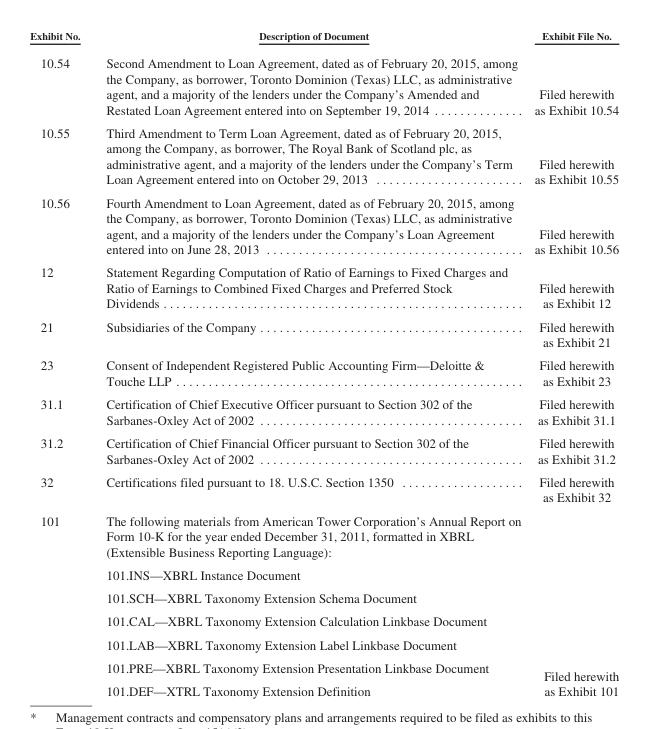 Exhibit No. Description of Document Exhibit File No.
10.54 Second Amendment to Loan Agreement, dated as of February 20, 2015, among
the Company, as borrower, Toronto Dominion (Texas) LLC, as administrative
agent, and a majority of the lenders under the Company’s Amended and Filed herewith
Restated Loan Agreement entered into on September 19, 2014 . . . . . . . . . . . . . . as Exhibit 10.54
10.55 Third Amendment to Term Loan Agreement, dated as of February 20, 2015,
among the Company, as borrower, The Royal Bank of Scotland plc, as
administrative agent, and a majority of the lenders under the Company’s Term Filed herewith
Loan Agreement entered into on October 29, 2013 . . . . . . . . . . . . . . . . . . . . . . . as Exhibit 10.55
10.56 Fourth Amendment to Loan Agreement, dated as of February 20, 2015, among
the Company, as borrower, Toronto Dominion (Texas) LLC, as administrative
agent, and a majority of the lenders under the Company’s Loan Agreement Filed herewith
entered into on June 28, 2013 . . . . . . . . . . . . . . . . . . . . . . . . . . . . . . . . . . . . . . . . as Exhibit 10.56
12 Statement Regarding Computation of Ratio of Earnings to Fixed Charges and
Ratio of Earnings to Combined Fixed Charges and Preferred Stock Filed herewith
Dividends . . . . . . . . . . . . . . . . . . . . . . . . . . . . . . . . . . . . . . . . . . . . . . . . . . . . . . . . as Exhibit 12
21 Subsidiaries of the Company . . . . . . . . . . . . . . . . . . . . . . . . . . . . . . . . . . . . . . . . . Filed herewith
as Exhibit 21
23 Consent of Independent Registered Public Accounting Firm—Deloitte & Filed herewith
Touche LLP . . . . . . . . . . . . . . . . . . . . . . . . . . . . . . . . . . . . . . . . . . . . . . . . . . . . . . as Exhibit 23
31.1 Certification of Chief Executive Officer pursuant to Section 302 of the Filed herewith
Sarbanes-Oxley Act of 2002 . . . . . . . . . . . . . . . . . . . . . . . . . . . . . . . . . . . . . . . . . as Exhibit 31.1
31.2 Certification of Chief Financial Officer pursuant to Section 302 of the Filed herewith
Sarbanes-Oxley Act of 2002 . . . . . . . . . . . . . . . . . . . . . . . . . . . . . . . . . . . . . . . . . as Exhibit 31.2
32 Certifications filed pursuant to 18. U.S.C. Section 1350 . . . . . . . . . . . . . . . . . . . Filed herewith
as Exhibit 32
101 The following materials from American Tower Corporation’s Annual Report on
Form 10-K for the year ended December 31, 2011, formatted in XBRL
(Extensible Business Reporting Language):
101.INS—XBRL Instance Document
101.SCH—XBRL Taxonomy Extension Schema Document
101.CAL—XBRL Taxonomy Extension Calculation Linkbase Document
101.LAB—XBRL Taxonomy Extension Label Linkbase Document
101.PRE—XBRL Taxonomy Extension Presentation Linkbase Document Filed herewith
101.DEF—XTRL Taxonomy Extension Definition as Exhibit 101
* Management contracts and compensatory plans and arrangements required to be filed as exhibits to this